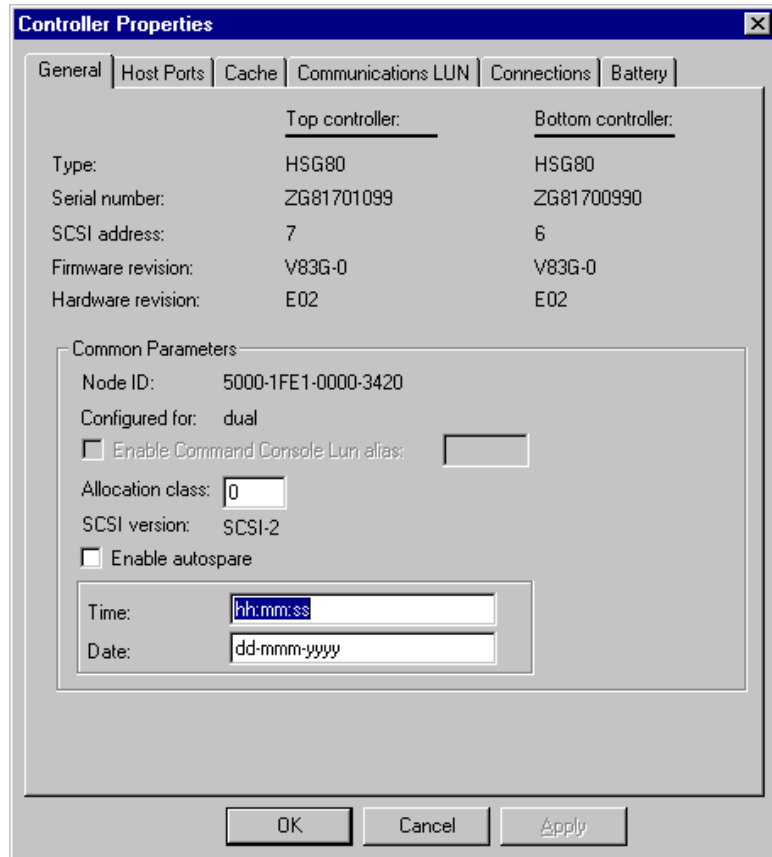 Controller Properties
General Host Ports Cache Communications LUN Connections Battery
Top controller: Bottom controller:
Type: HSG80 HSG80
Serial number: ZG81701099 ZG81700990
SCSI address: 7 6
Firmware revision: V83G-0 V83G-0
Hardware revision: E02 E02
Common Parameters
Node ID: 5000-1FE1-0000-3420
Configured for: dual
Enable Command Console Lun alias:
Allocation class: 0
SCSI version: SCSI-2
Enable autospare
Time: hh:mm:ss
Date: dd-mmm-yyyy
OK Cancel Apply